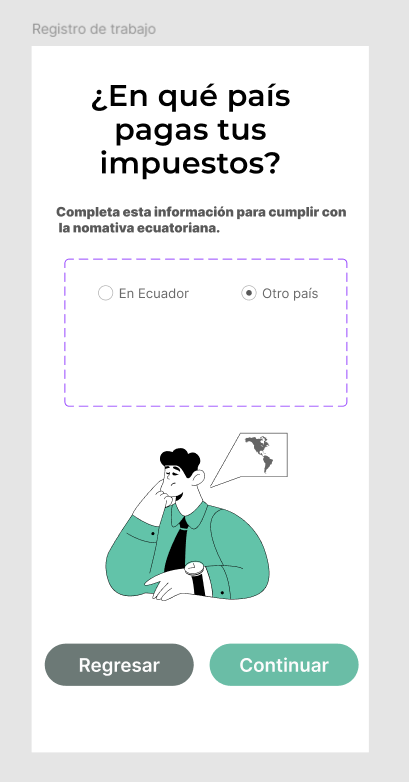 Registro de trabajo
¿En qué país
pagas tus
impuestos?
Completa esta información para cumplir con
la nomativa ecuatoriana.
En Ecuador
Otro país
Regresar
Continuar